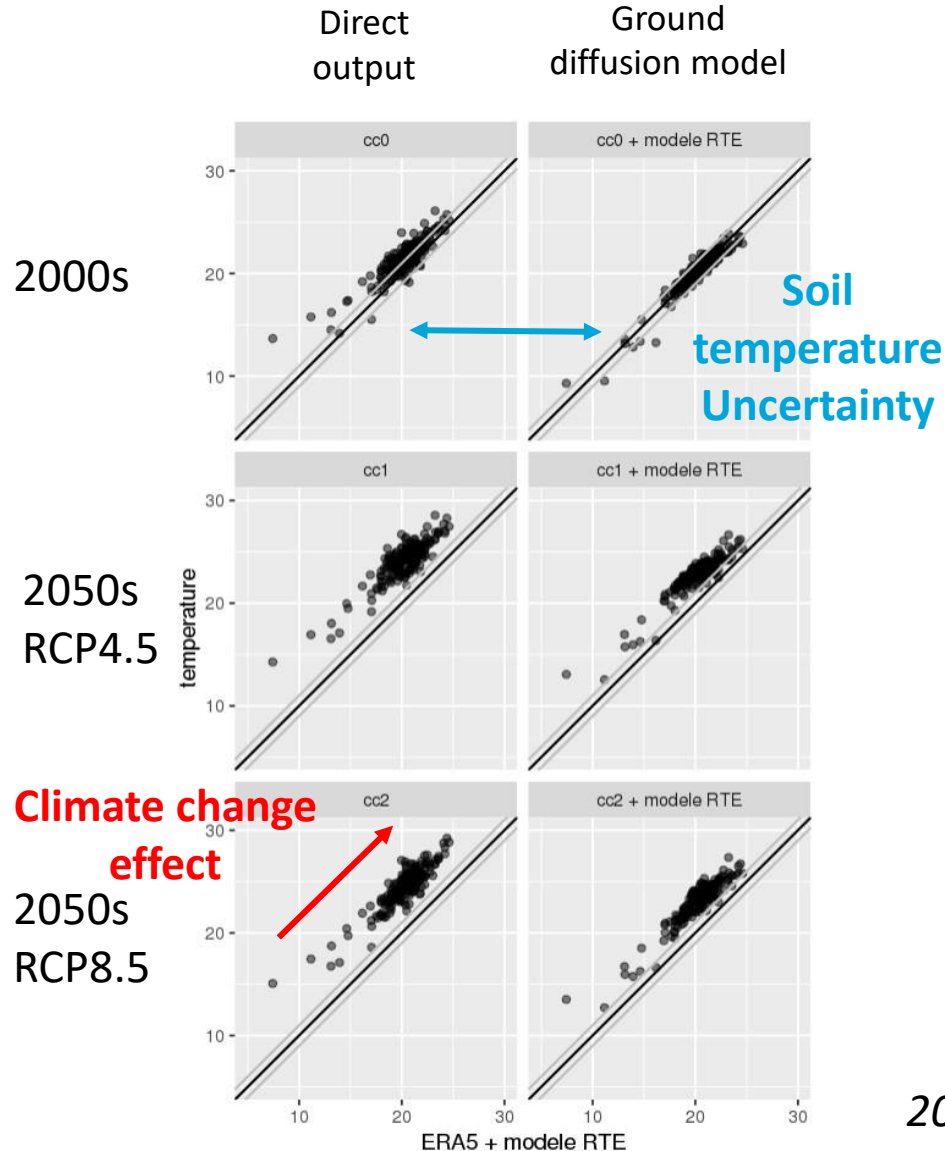 Direct
output
Ground
diffusion model
cc0
cc0 + modele RTE
2000s
30
20
10
Soil
temperature
Uncertainty
cc1
cc1 + modele RTE
2050s
RCP4.5
temperature
30
20
10
Climate change
effect
cc2
cc2 + modele RTE
2050s
RCP8.5
30
20
10
10 20 30 10 20 30
ERA5 + modele RTE
20